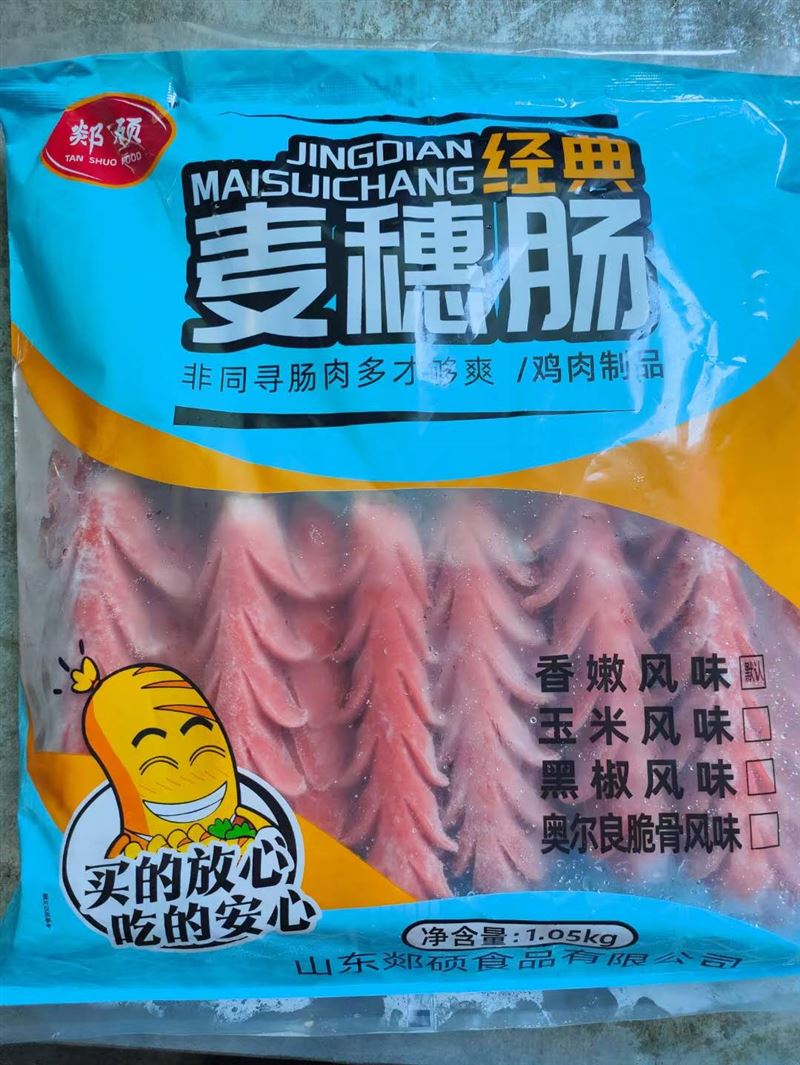 郯硕
TAN SHUO FOOD
JINGDIAN
MAISUICHANG
经典
麦穗肠
非同寻肠肉多才够爽 /鸡肉制品
香嫩风味 默认
玉米风味
黑椒风味
奥尔良脆骨风味
买的放心
吃的安心
净含量:1.05kg
山东郯硕食品有限公司